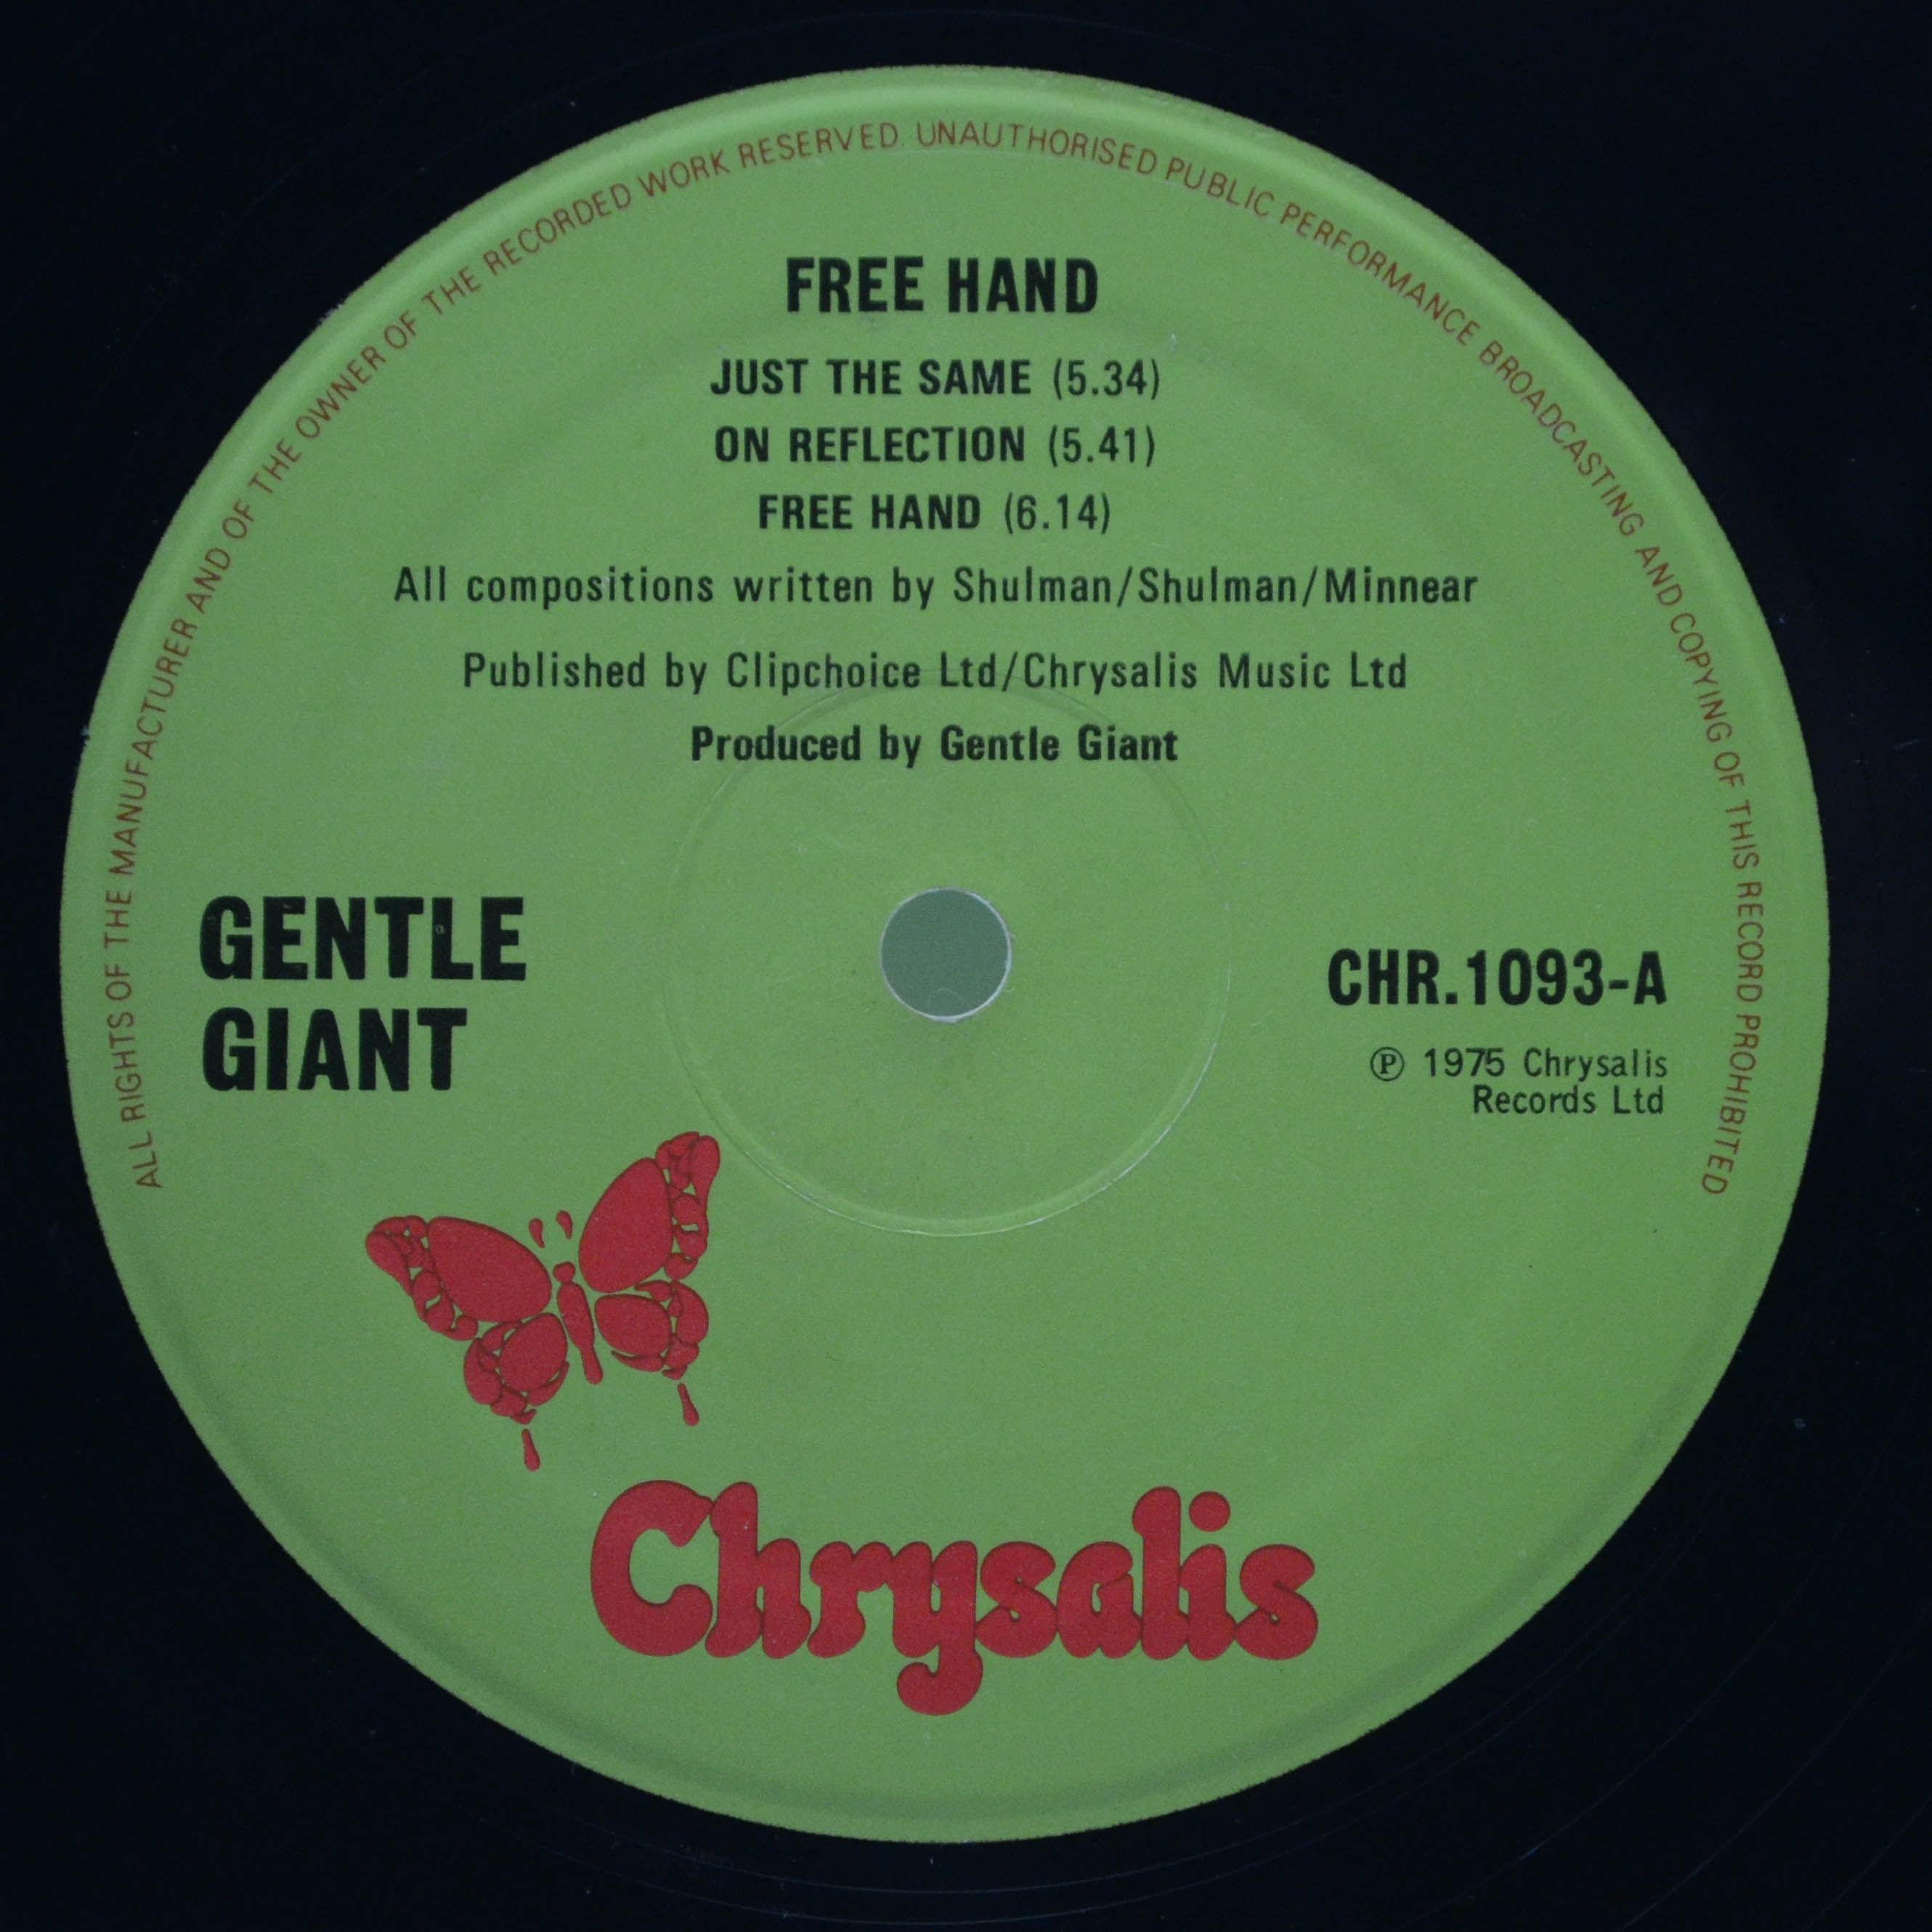 ALL RIGHTS OF THE MANUFACTURER AND OF THE OWNER OF THE RECORDED WORK RESERVED. UNAUTHORISED PUBLIC PERFORMANCE BROADCASTING AND COPYING OF THIS RECORD PROHIBITED
FREE HAND
JUST THE SAME (5.34)
ON REFLECTION (5.41)
FREE HAND (6.14)
All compositions written by Shulman/Shulman/Minnear
Published by Clipchoice Ltd/Chrysalis Music Ltd
Produced by Gentle Giant
GENTLE
GIANT
CHR.1093-A
℗ 1975 Chrysalis
Records Ltd
Chrysalis